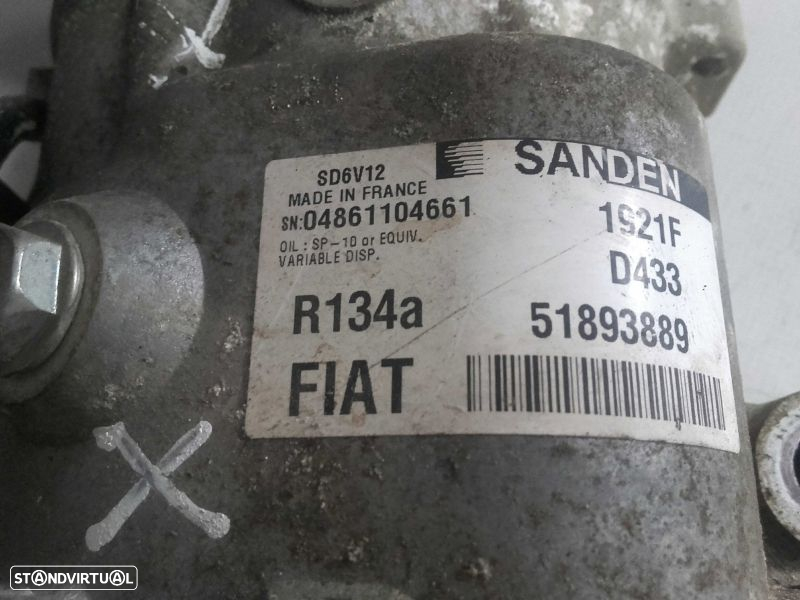 SANDEN
SD6V12
MADE IN FRANCE
SN:04861104661
1921F
OIL : SP-10 or EQUIV.
VARIABLE DISP.
D433
R134a
51893889
FIAT
STANDVIRTUAL